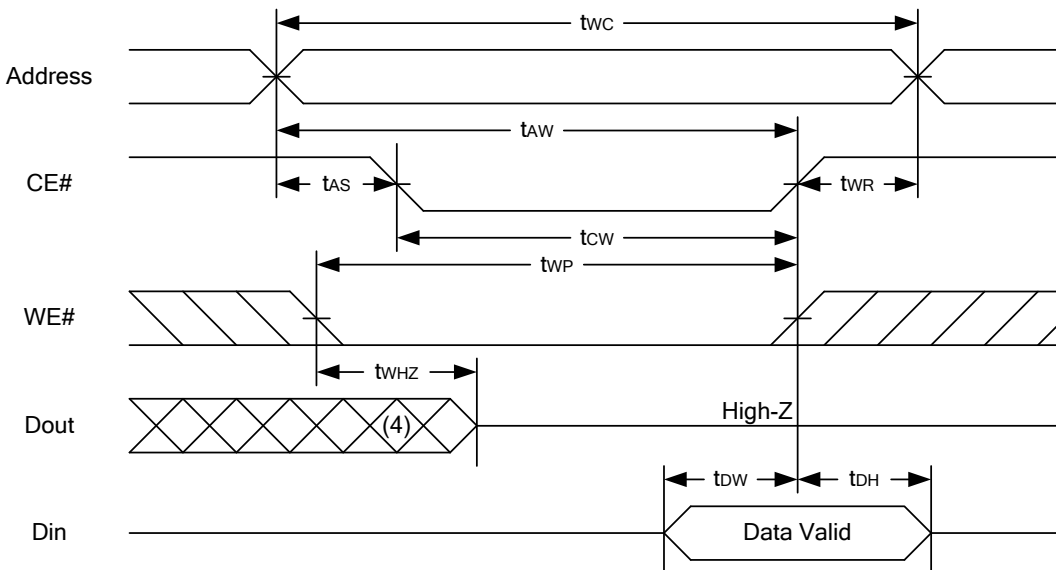 tWC
Address
tAW
CE#
tAS
tWR
tCW
tWP
WE#
tWHZ
Dout
(4)
High-Z
tDW
tDH
Din
Data Valid